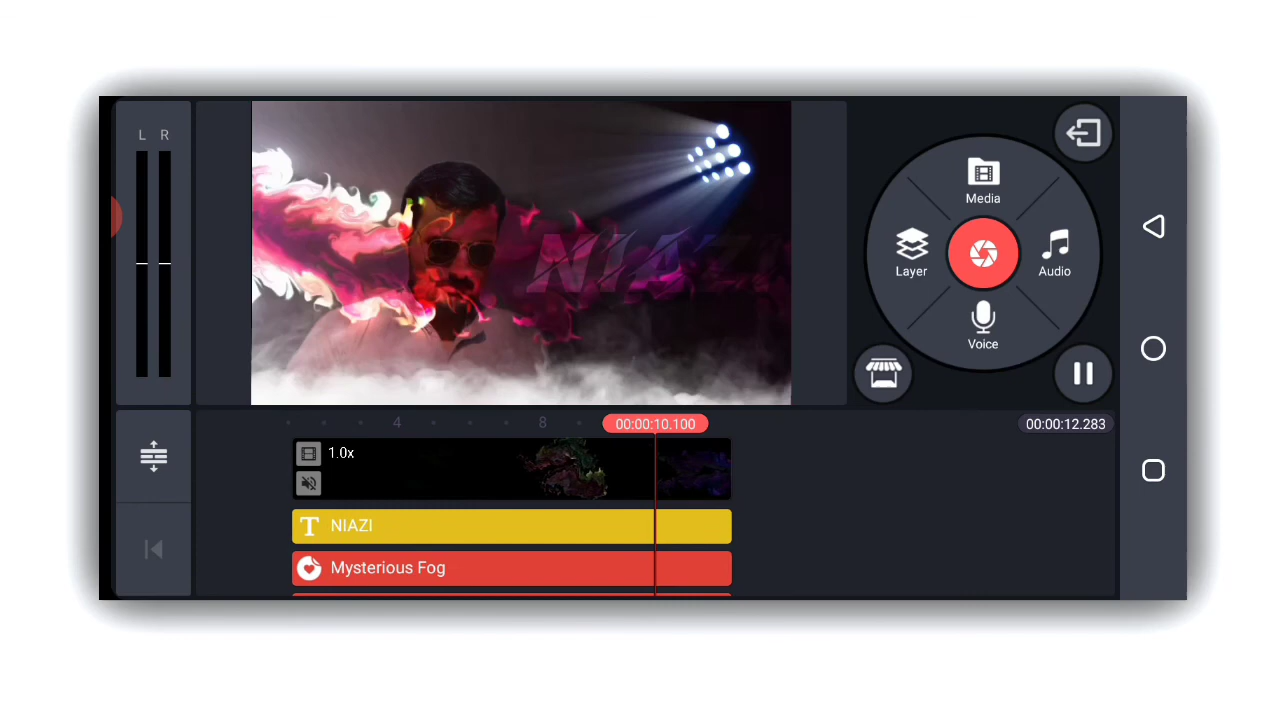 L R
NIAZI
Media
Layer
Audio
Voice
4
8
00:00:10.100
00:00:12.283
1.0x
NIAZI
Mysterious Fog